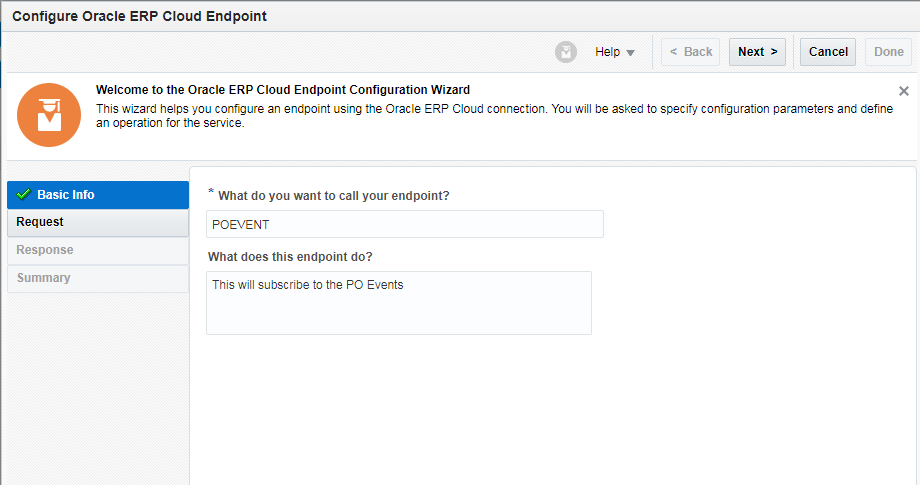 Configure Oracle ERP Cloud Endpoint
Help
< Back
Next >
Cancel
Done
Welcome to the Oracle ERP Cloud Endpoint Configuration Wizard
This wizard helps you configure an endpoint using the Oracle ERP Cloud connection. You will be asked to specify configuration parameters and define
an operation for the service.
Basic Info
Request
Response
Summary
* What do you want to call your endpoint?
POEVENT
What does this endpoint do?
This will subscribe to the PO Events